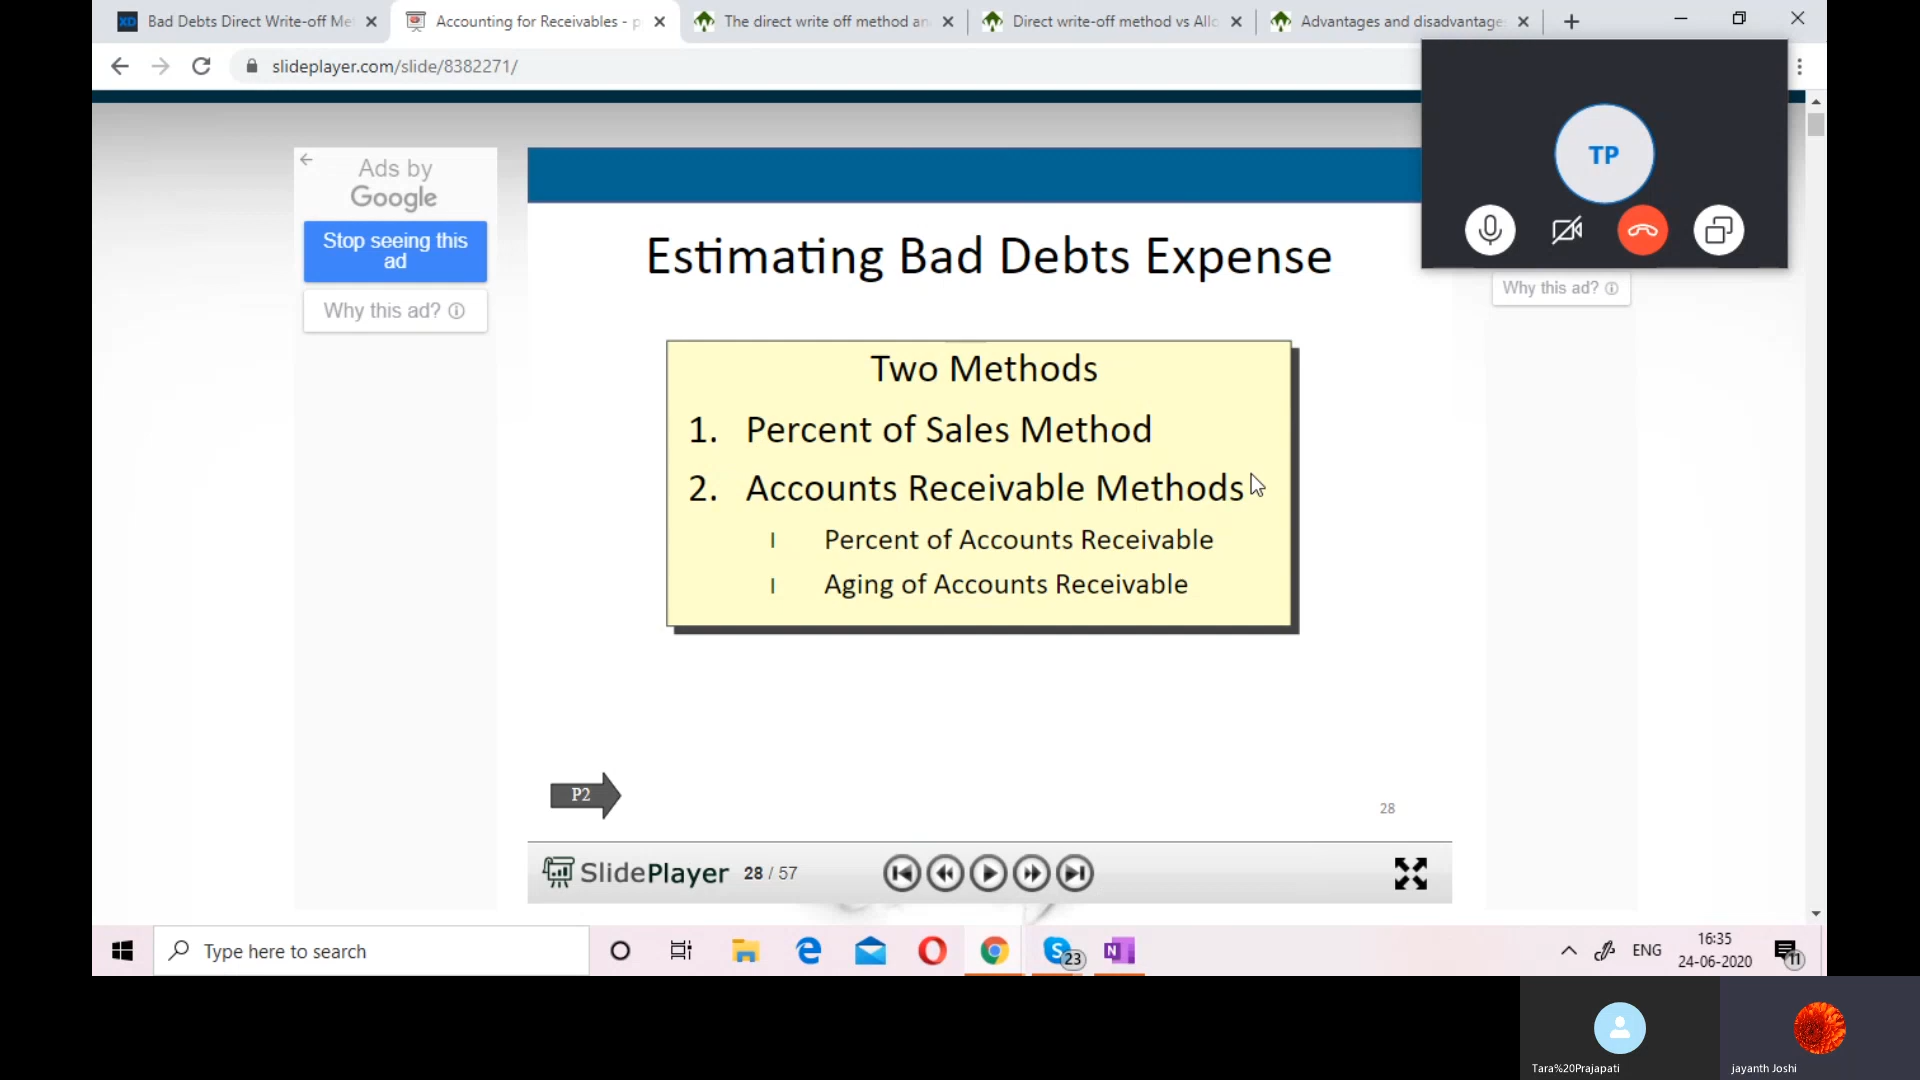 Bad Debts Direct Write-off Me
Accounting for Receivables - p
The direct write off method an
Direct write-off method vs Allo
Advantages and disadvantage
slideplayer.com/slide/8382271/
TP
Ads by
Google
Stop seeing this
ad
Why this ad?
Why this ad?
Estimating Bad Debts Expense
Two Methods
1. Percent of Sales Method
2. Accounts Receivable Methods
l Percent of Accounts Receivable
l Aging of Accounts Receivable
P2
28
SlidePlayer 28 / 57
Type here to search
23
ENG
16:35
24-06-2020
11
Tara%20Prajapati
jayanth Joshi